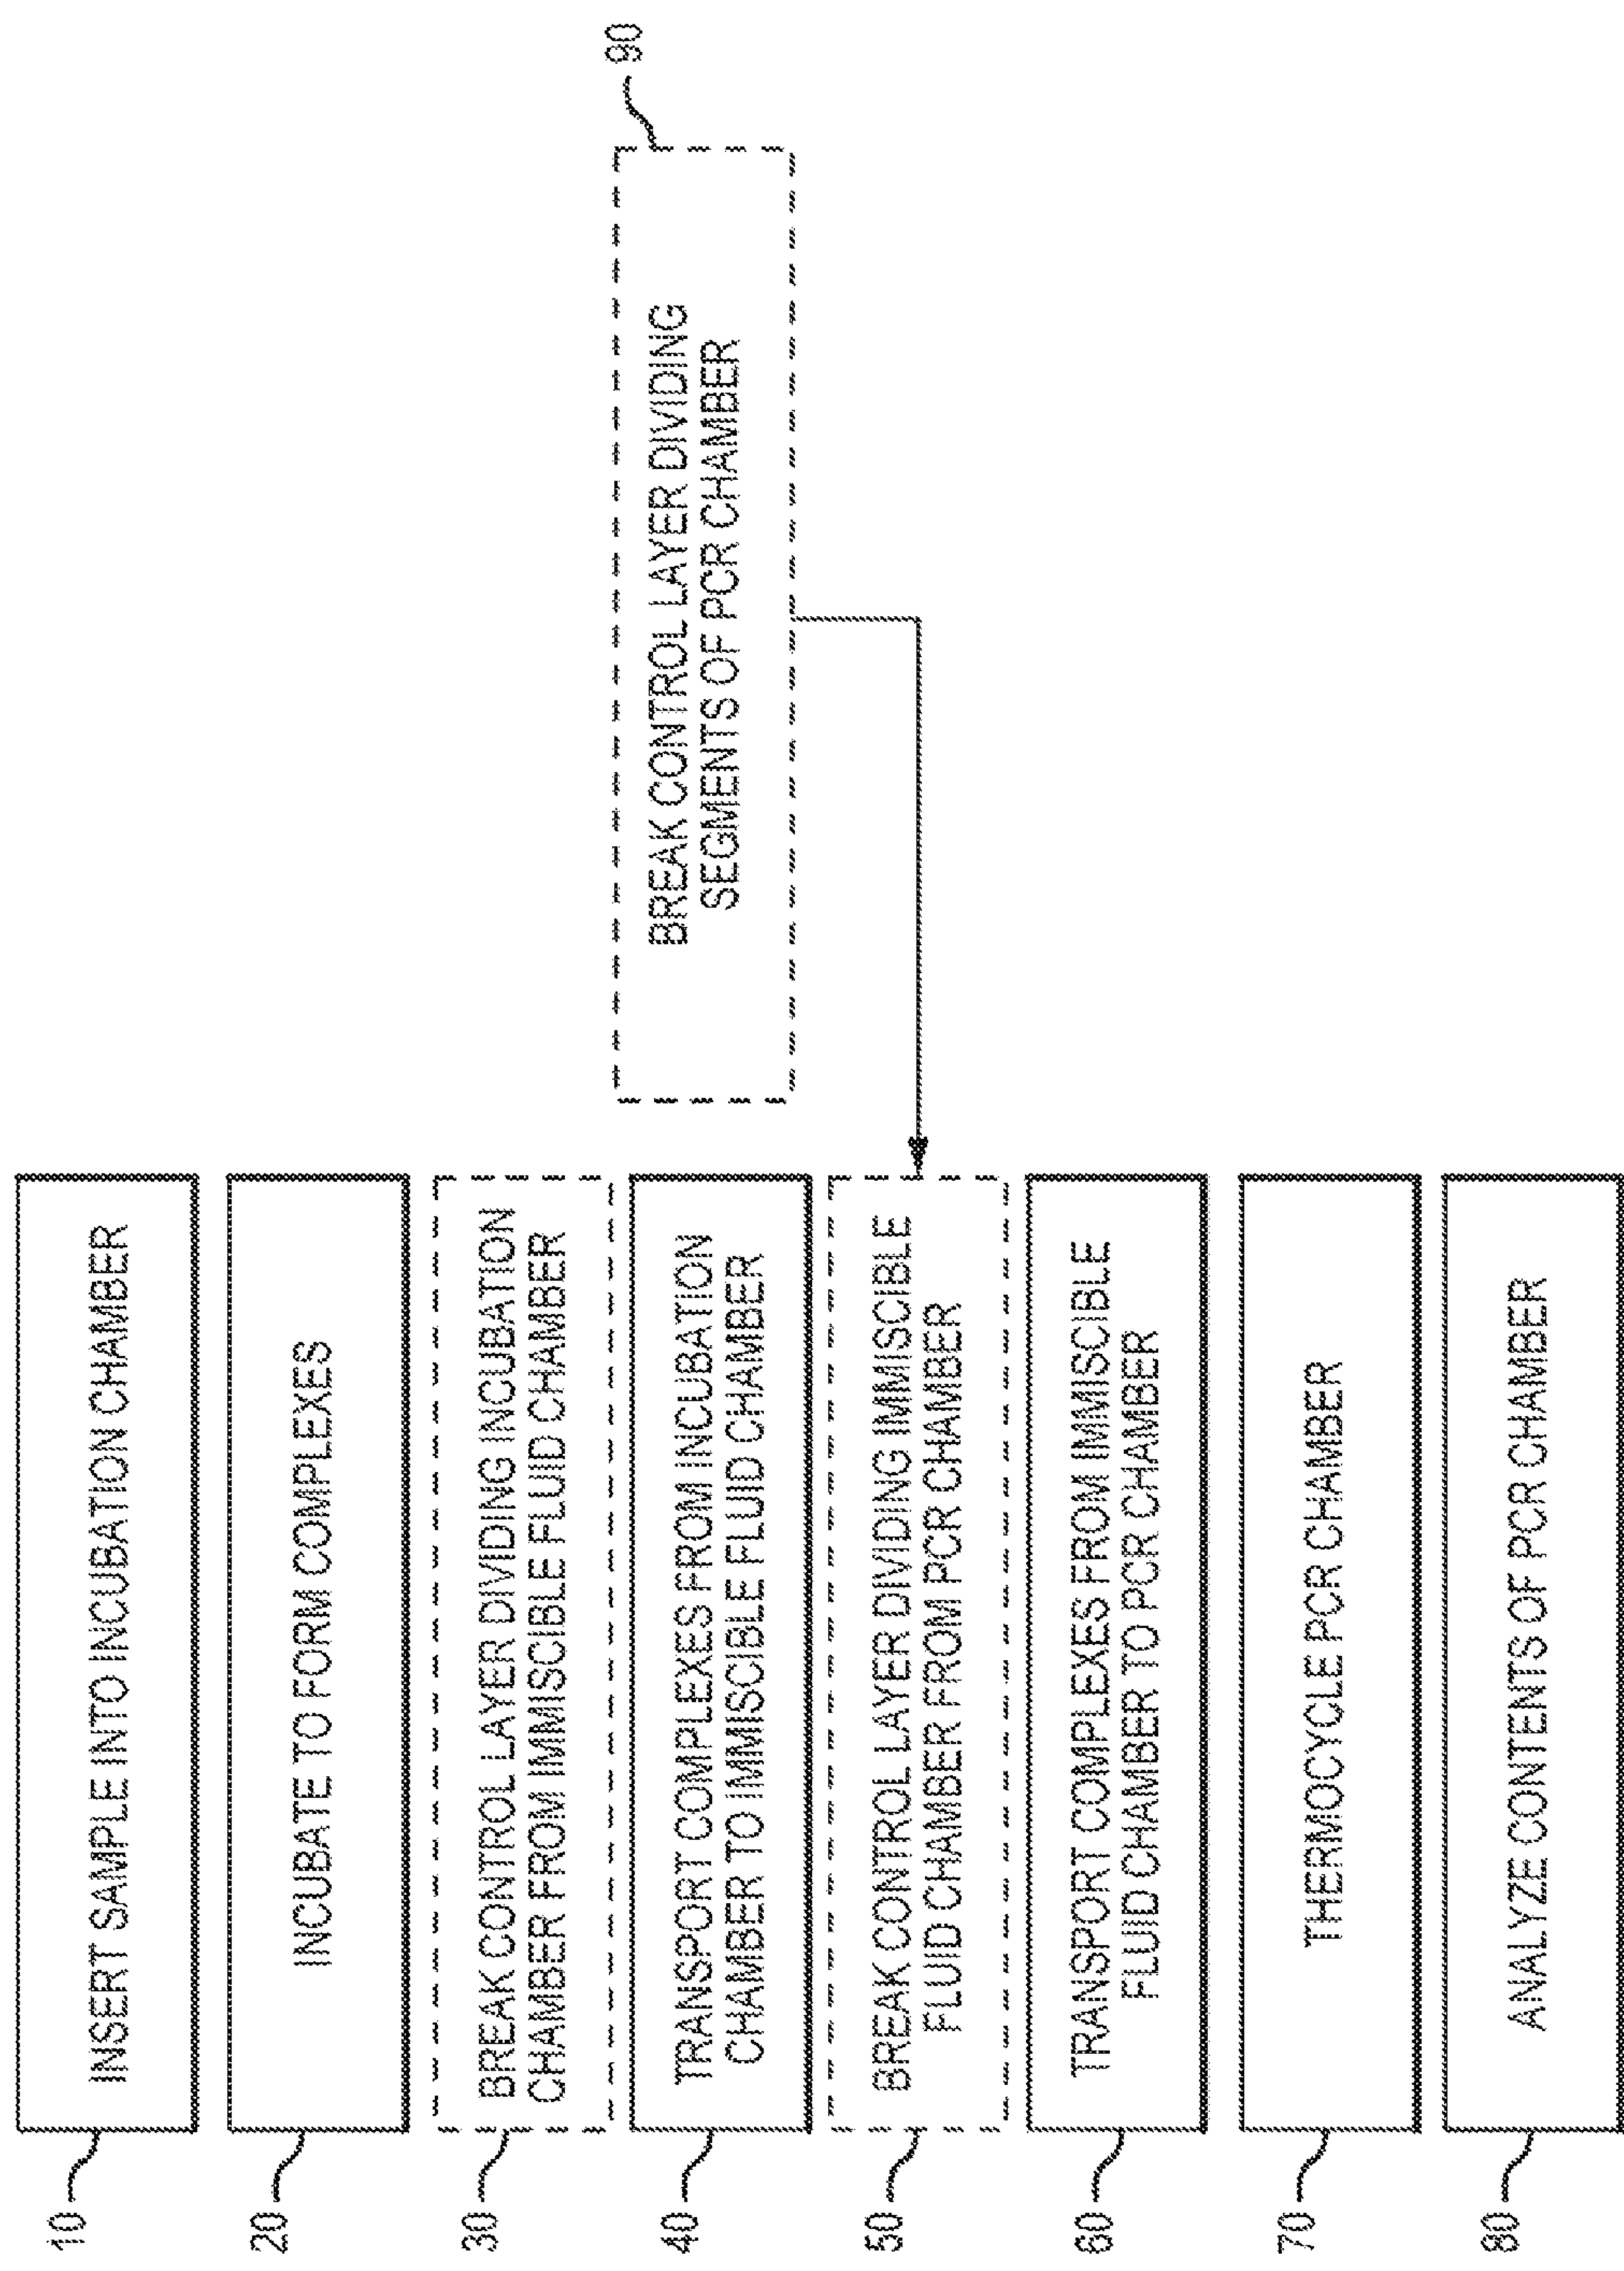 10
INSERT SAMPLE INTO INCUBATION CHAMBER
20
INCUBATE TO FORM COMPLEXES
30
BREAK CONTROL LAYER DIVIDING INCUBATION
CHAMBER FROM IMMISCIBLE FLUID CHAMBER
40
TRANSPORT COMPLEXES FROM INCUBATION
CHAMBER TO IMMISCIBLE FLUID CHAMBER
50
BREAK CONTROL LAYER DIVIDING IMMISCIBLE
FLUID CHAMBER FROM PCR CHAMBER
60
TRANSPORT COMPLEXES FROM IMMISCIBLE
FLUID CHAMBER TO PCR CHAMBER
70
THERMOCYCLE PCR CHAMBER
80
ANALYZE CONTENTS OF PCR CHAMBER
90
BREAK CONTROL LAYER DIVIDING
SEGMENTS OF PCR CHAMBER